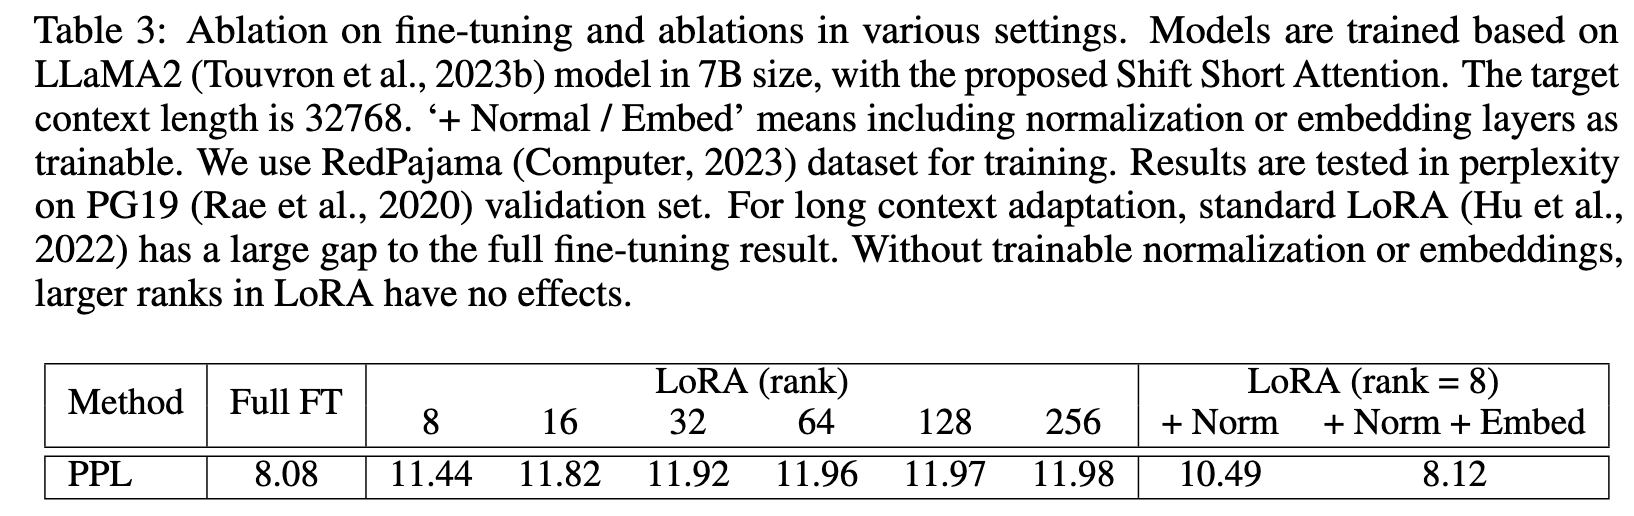 Table 3: Ablation on fine-tuning and ablations in various settings. Models are trained based on
LLaMA2 (Touvron et al., 2023b) model in 7B size, with the proposed Shift Short Attention. The target
context length is 32768. ‘+ Normal / Embed’ means including normalization or embedding layers as
trainable. We use RedPajama (Computer, 2023) dataset for training. Results are tested in perplexity
on PG19 (Rae et al., 2020) validation set. For long context adaptation, standard LoRA (Hu et al.,
2022) has a large gap to the full fine-tuning result. Without trainable normalization or embeddings,
larger ranks in LoRA have no effects.
Method Full FT LoRA (rank) LoRA (rank = 8)
8 16 32 64 128 256 + Norm + Norm + Embed
PPL 8.08 11.44 11.82 11.92 11.96 11.97 11.98 10.49 8.12